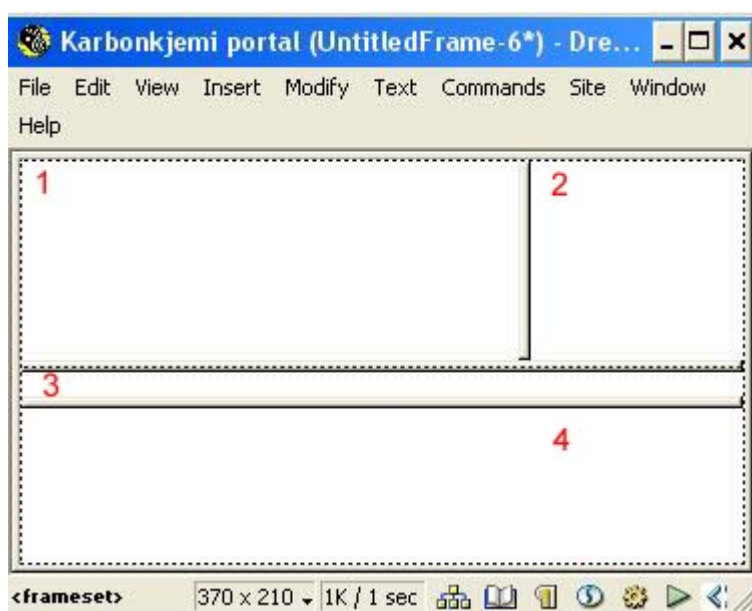 Karbonkjemi portal (UntitledFrame-6*) - Dre...
File Edit View Insert Modify Text Commands Site Window
Help
1 2
3
4
<frameset> 370 x 210 1K / 1 sec